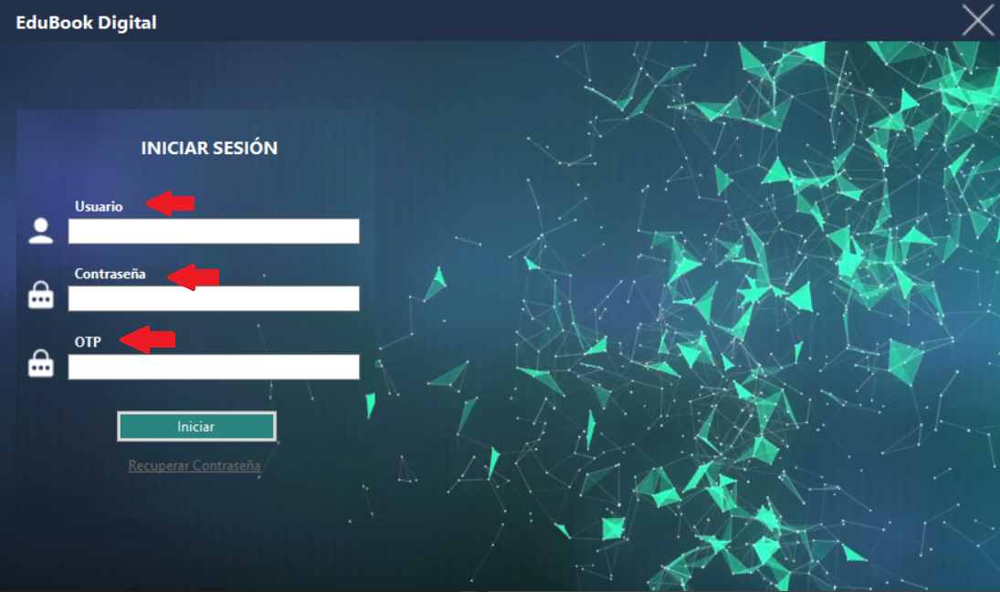 EduBook Digital
INICIAR SESIÓN
Usuario
Contraseña
OTP
Iniciar
Recuperar Contraseña